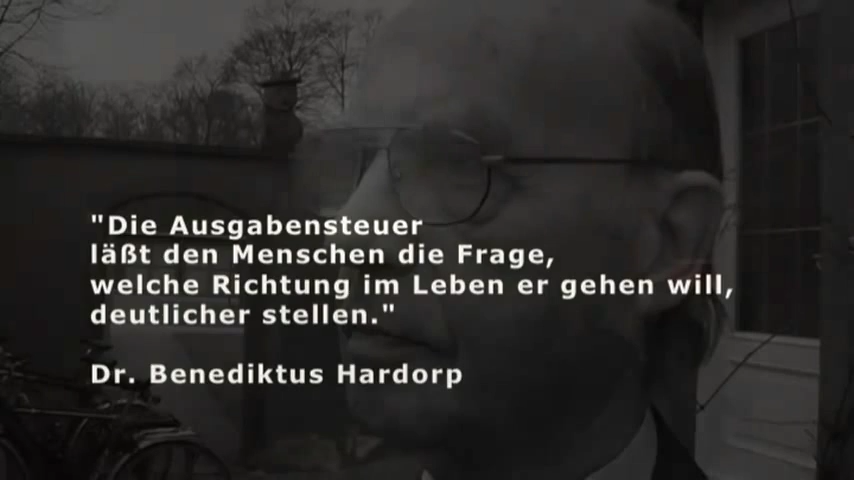 "Die Ausgabensteuer
läßt den Menschen die Frage,
welche Richtung im Leben er gehen will,
deutlicher stellen."
Dr. Benediktus Hardorp